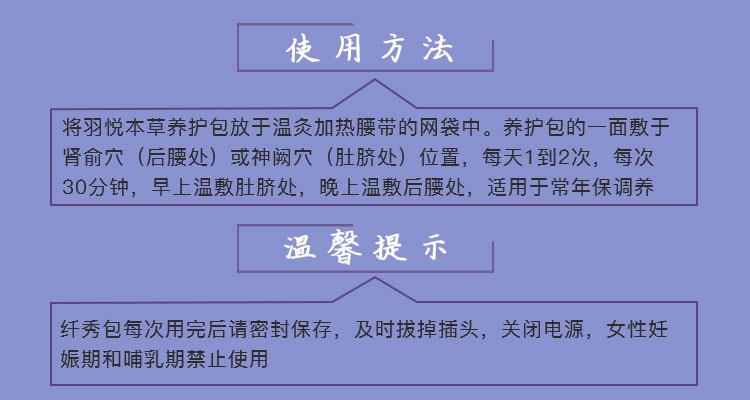 使用方法
将羽悦本草养护包放于温灸加热腰带的网袋中。养护包的一面敷于
肾俞穴（后腰处）或神阙穴（肚脐处）位置，每天1到2次，每次
30分钟，早上温敷肚脐处，晚上温敷后腰处，适用于常年保调养
温馨提示
纤秀包每次用完后请密封保存，及时拔掉插头，关闭电源，女性妊
娠期和哺乳期禁止使用